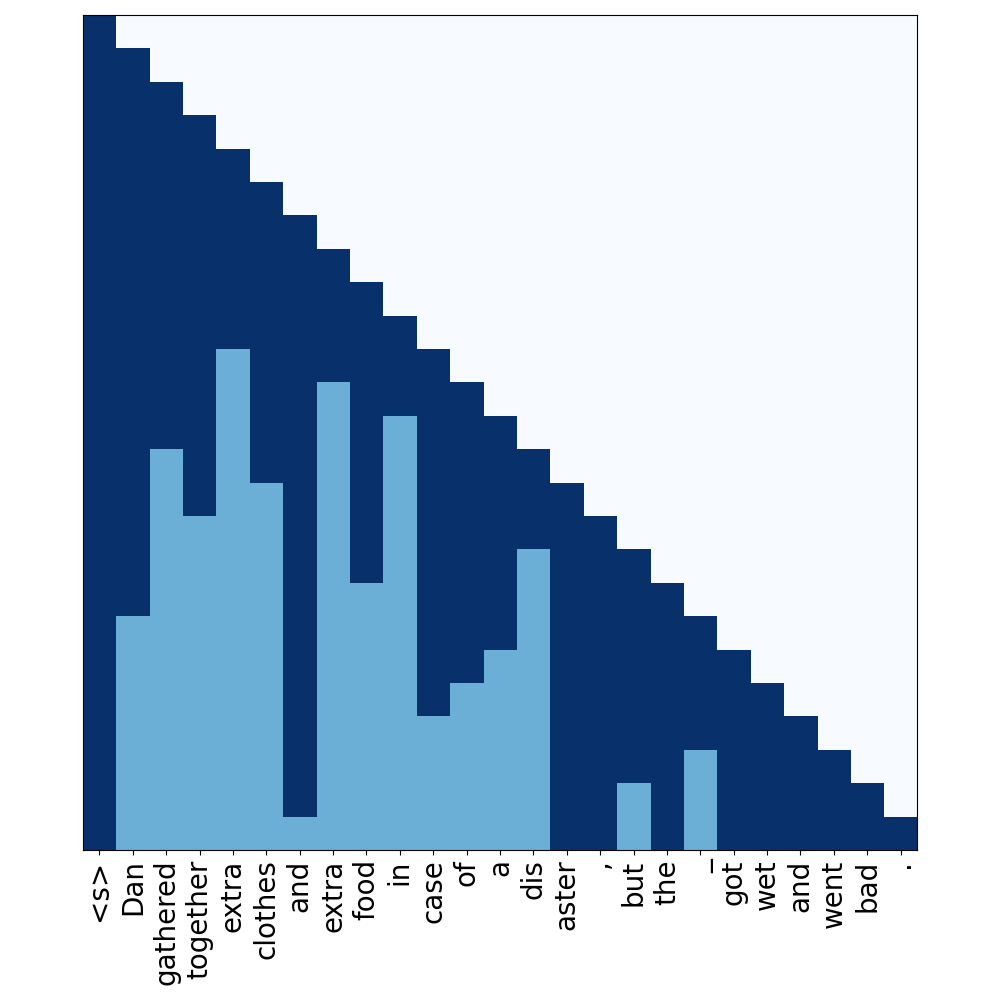 <s> Dan gathered together extra clothes and extra food in case of a dis aster , but the _ got wet and went bad .